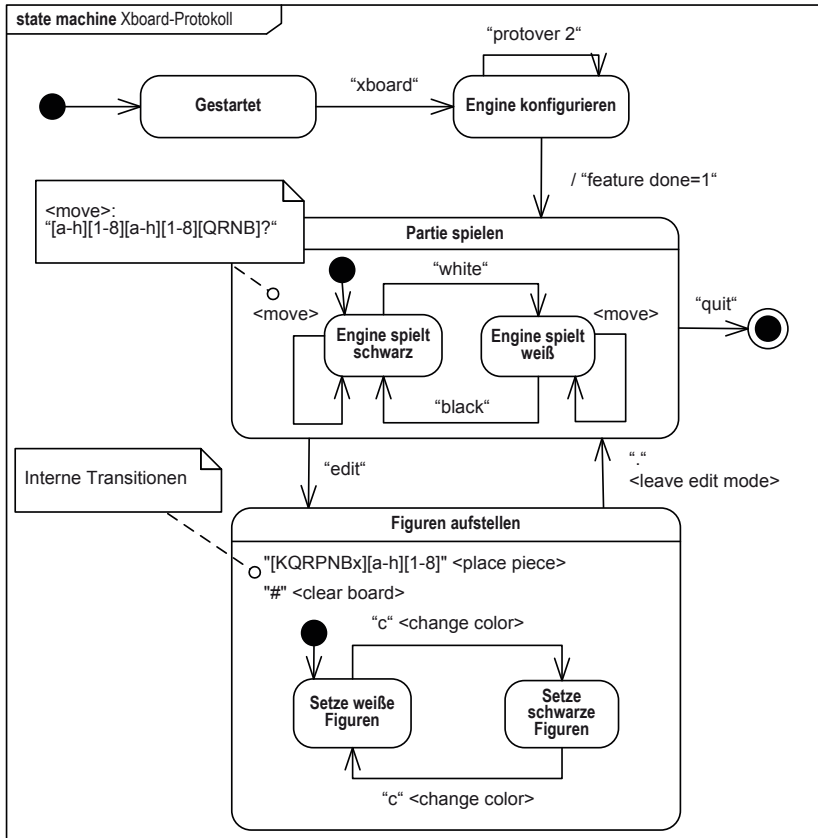 state machine Xboard-Protokoll
“protover 2“
Gestartet
“xboard“
Engine konfigurieren
/ “feature done=1“
<move>:
“[a-h][1-8][a-h][1-8][QRNB]?“
Partie spielen
“white“
<move>
<move>
Engine spielt
schwarz
Engine spielt
weiß
“quit“
“black“
“edit“
“.“
<leave edit mode>
Interne Transitionen
Figuren aufstellen
"[KQRPNBx][a-h][1-8]" <place piece>
"#" <clear board>
“c“ <change color>
Setze weiße
Figuren
Setze
schwarze
Figuren
“c“ <change color>